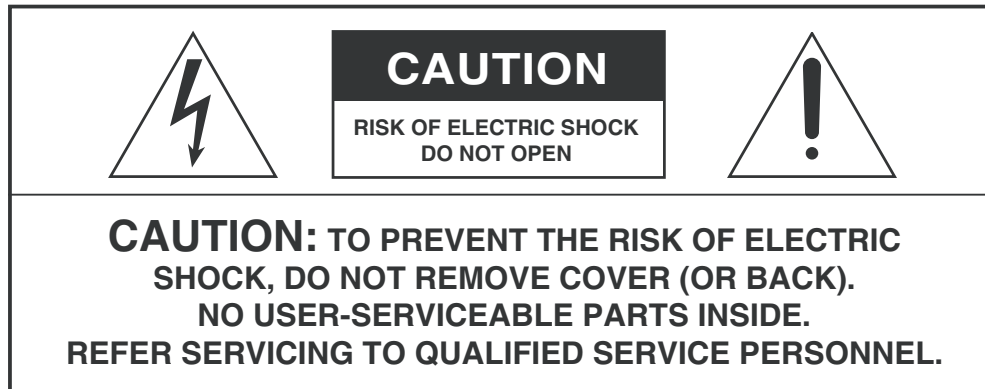 CAUTION
RISK OF ELECTRIC SHOCK
DO NOT OPEN
CAUTION: TO PREVENT THE RISK OF ELECTRIC
SHOCK, DO NOT REMOVE COVER (OR BACK).
NO USER-SERVICEABLE PARTS INSIDE.
REFER SERVICING TO QUALIFIED SERVICE PERSONNEL.